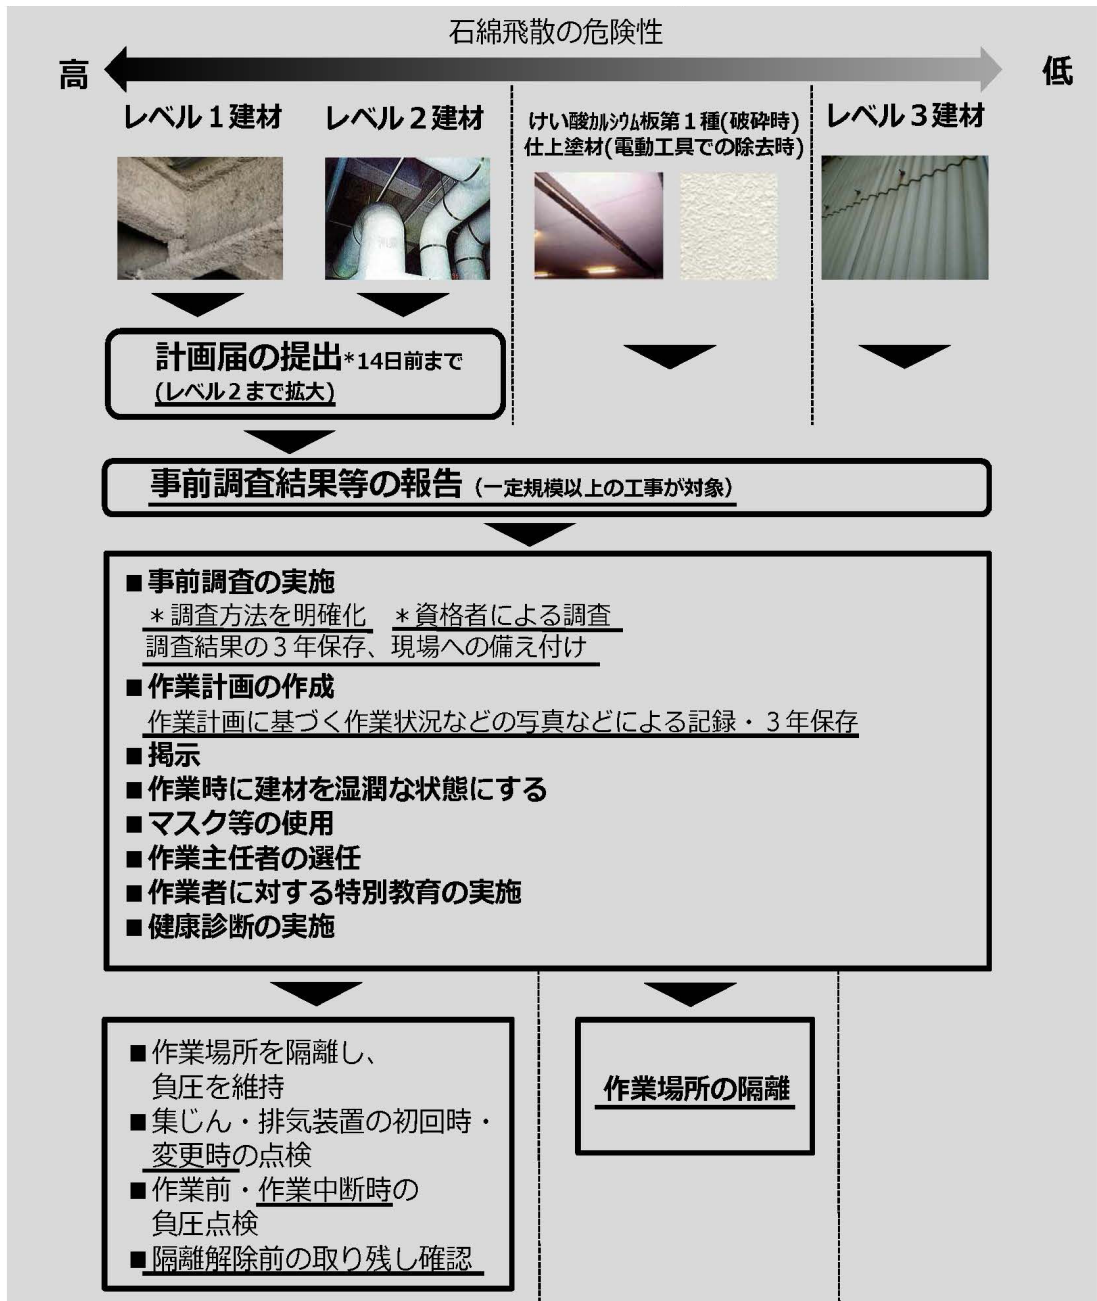 石綿飛散の危険性
高
低
レベル１建材
レベル２建材
けい酸ｶﾙｼｳﾑ板第１種(破砕時)
仕上塗材(電動工具での除去時)
レベル３建材
計画届の提出*14日前まで
(レベル２まで拡大)
事前調査結果等の報告（一定規模以上の工事が対象）
■事前調査の実施
＊調査方法を明確化　＊資格者による調査
調査結果の３年保存、現場への備え付け
■作業計画の作成
作業計画に基づく作業状況などの写真などによる記録・３年保存
■掲示
■作業時に建材を湿潤な状態にする
■マスク等の使用
■作業主任者の選任
■作業者に対する特別教育の実施
■健康診断の実施
■作業場所を隔離し、
負圧を維持
■集じん・排気装置の初回時・
変更時の点検
■作業前・作業中断時の
負圧点検
■隔離解除前の取り残し確認
作業場所の隔離